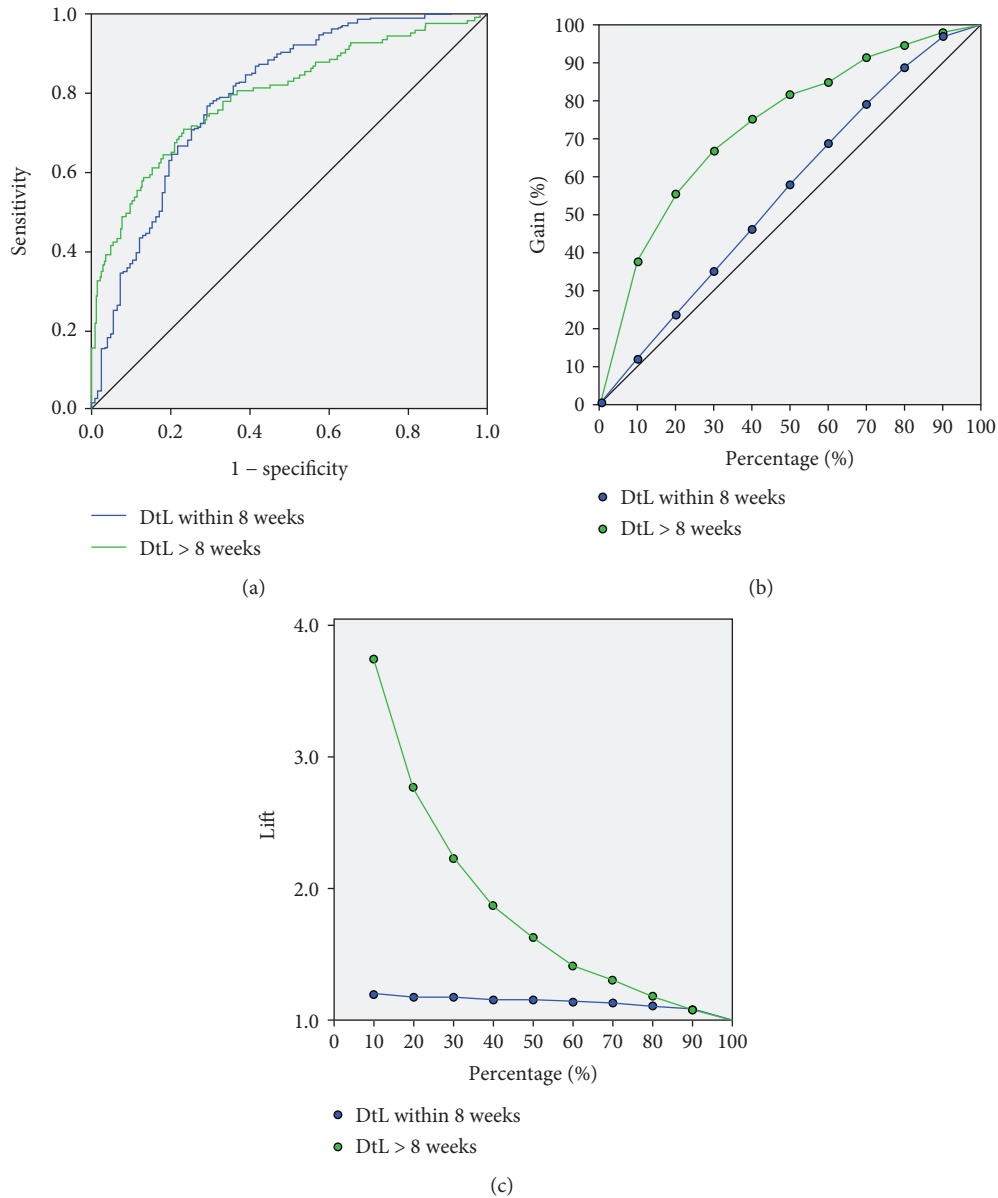 1.0
0.8
0.6
0.4
0.2
0.0
Sensitivity
0.0 0.2 0.4 0.6 0.8 1.0
1 − specificity
DtL within 8 weeks
DtL > 8 weeks
(a)
100
90
80
70
60
50
40
30
20
10
0
Gain (%)
0 10 20 30 40 50 60 70 80 90 100
Percentage (%)
DtL within 8 weeks
DtL > 8 weeks
(b)
4.0
3.0
2.0
1.0
Lift
0 10 20 30 40 50 60 70 80 90 100
Percentage (%)
DtL within 8 weeks
DtL > 8 weeks
(c)